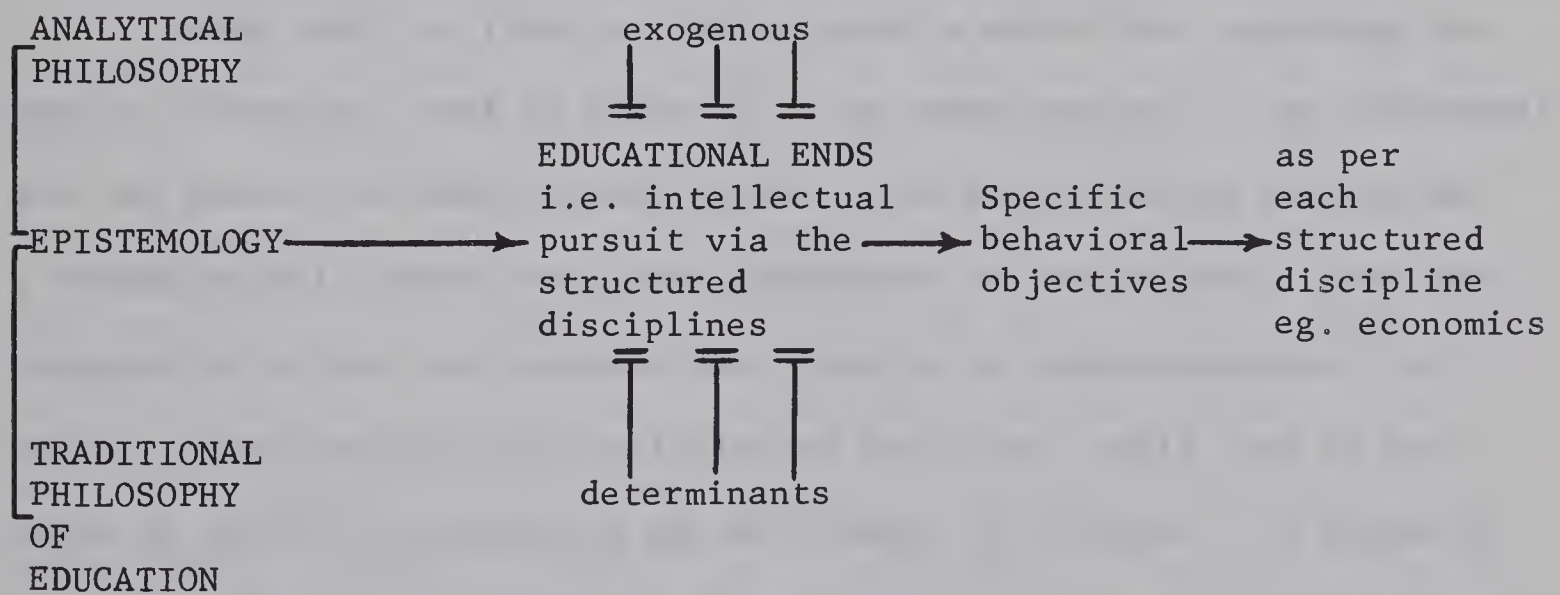 ANALYTICAL
PHILOSOPHY
EPISTEMOLOGY
TRADITIONAL
PHILOSOPHY
OF
EDUCATION
exogenous
EDUCATIONAL ENDS
i.e. intellectual
pursuit via the
structured
disciplines
determinants
Specific
behavioral
objectives
as per
each
structured
discipline
eg. economics